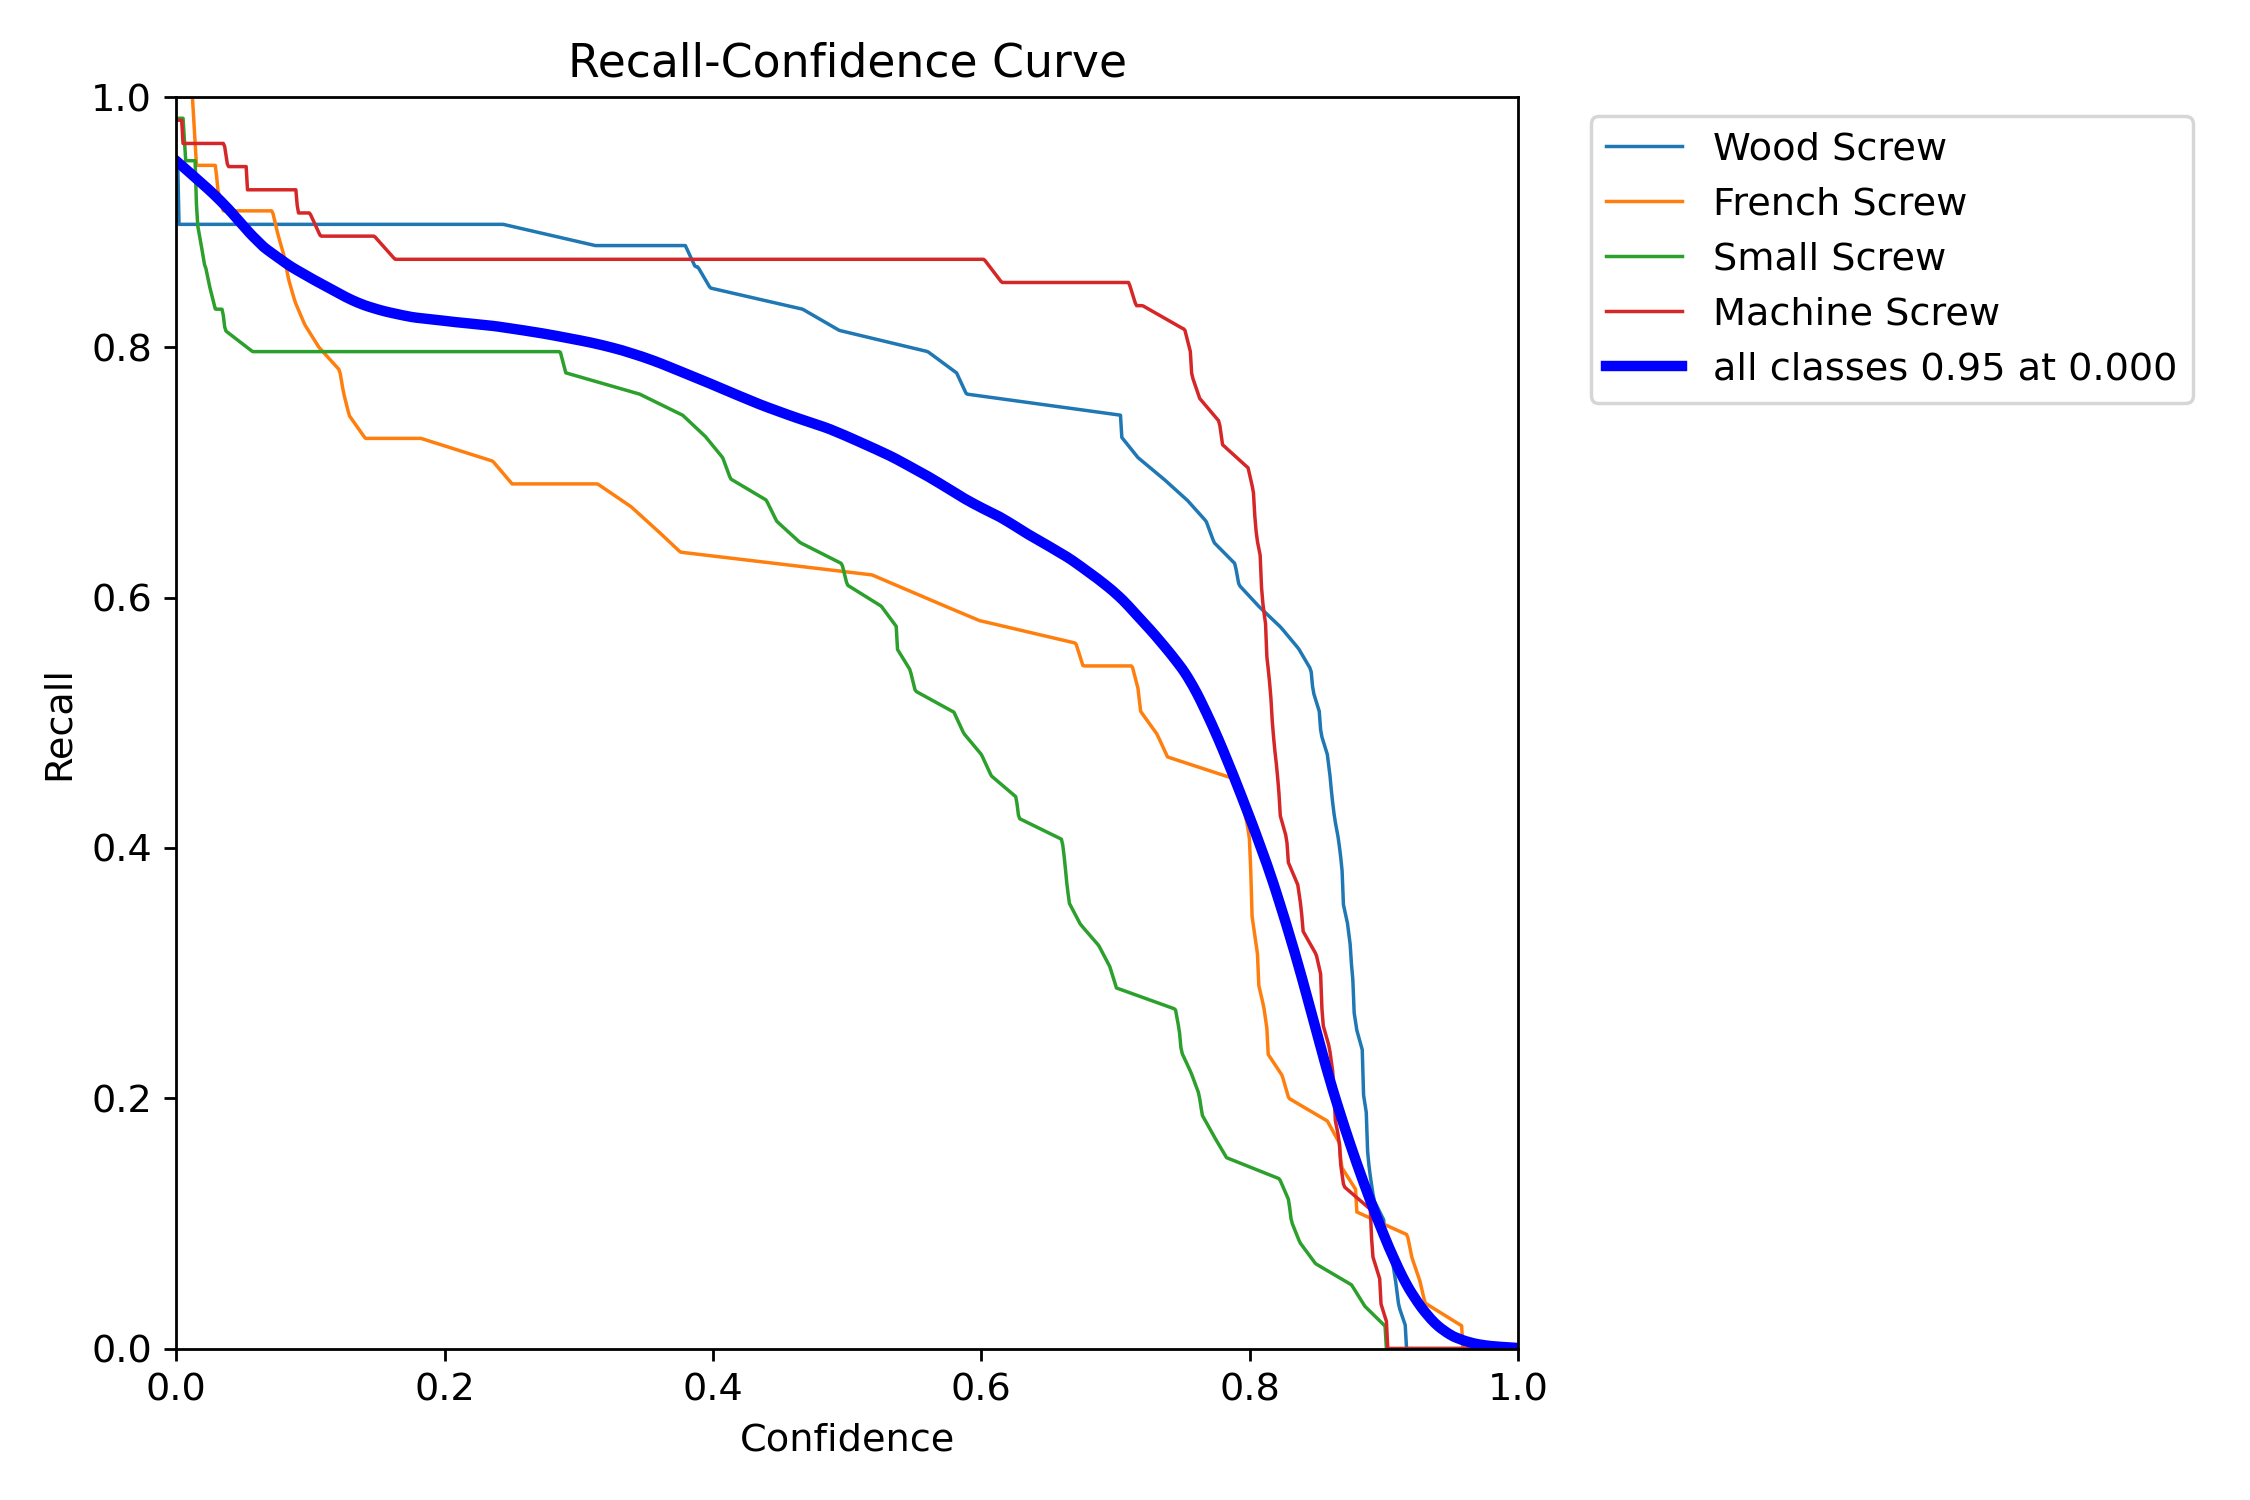 Recall-Confidence Curve
1.0
0.8
0.6
0.4
0.2
0.0
Recall
0.0 0.2 0.4 0.6 0.8 1.0
Confidence
Wood Screw
French Screw
Small Screw
Machine Screw
all classes 0.95 at 0.000